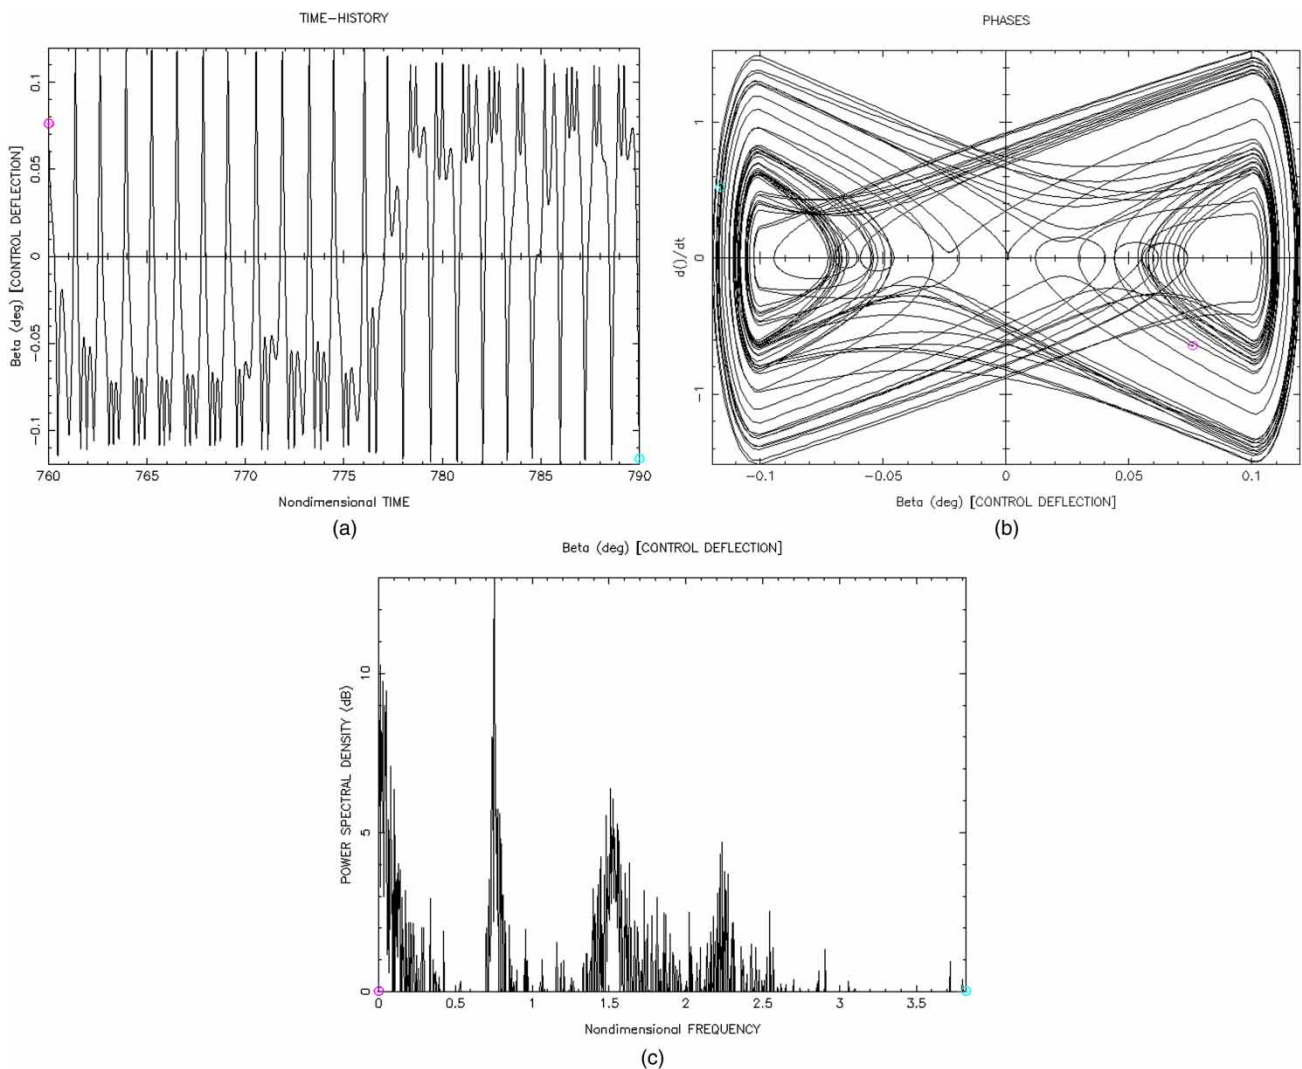 TIME-HISTORY
Beta (deg) [CONTROL DEFLECTION]
0.1
0.05
0
-0.05
-0.1
760 765 770 775 780 785 790
Nondimensional TIME
(a)
PHASES
d()/dt
1
0
-1
-0.1 -0.05 0 0.05 0.1
Beta (deg) [CONTROL DEFLECTION]
(b)
Beta (deg) [CONTROL DEFLECTION]
POWER SPECTRAL DENSITY (dB)
10
5
0
0 0.5 1 1.5 2 2.5 3 3.5
Nondimensional FREQUENCY
(c)